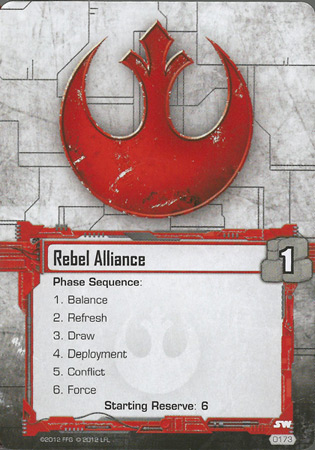 Rebel Alliance
1
Phase Sequence:
1. Balance
2. Refresh
3. Draw
4. Deployment
5. Conflict
6. Force
Starting Reserve: 6
SW
©2012 FFG © 2012 LFL
0173